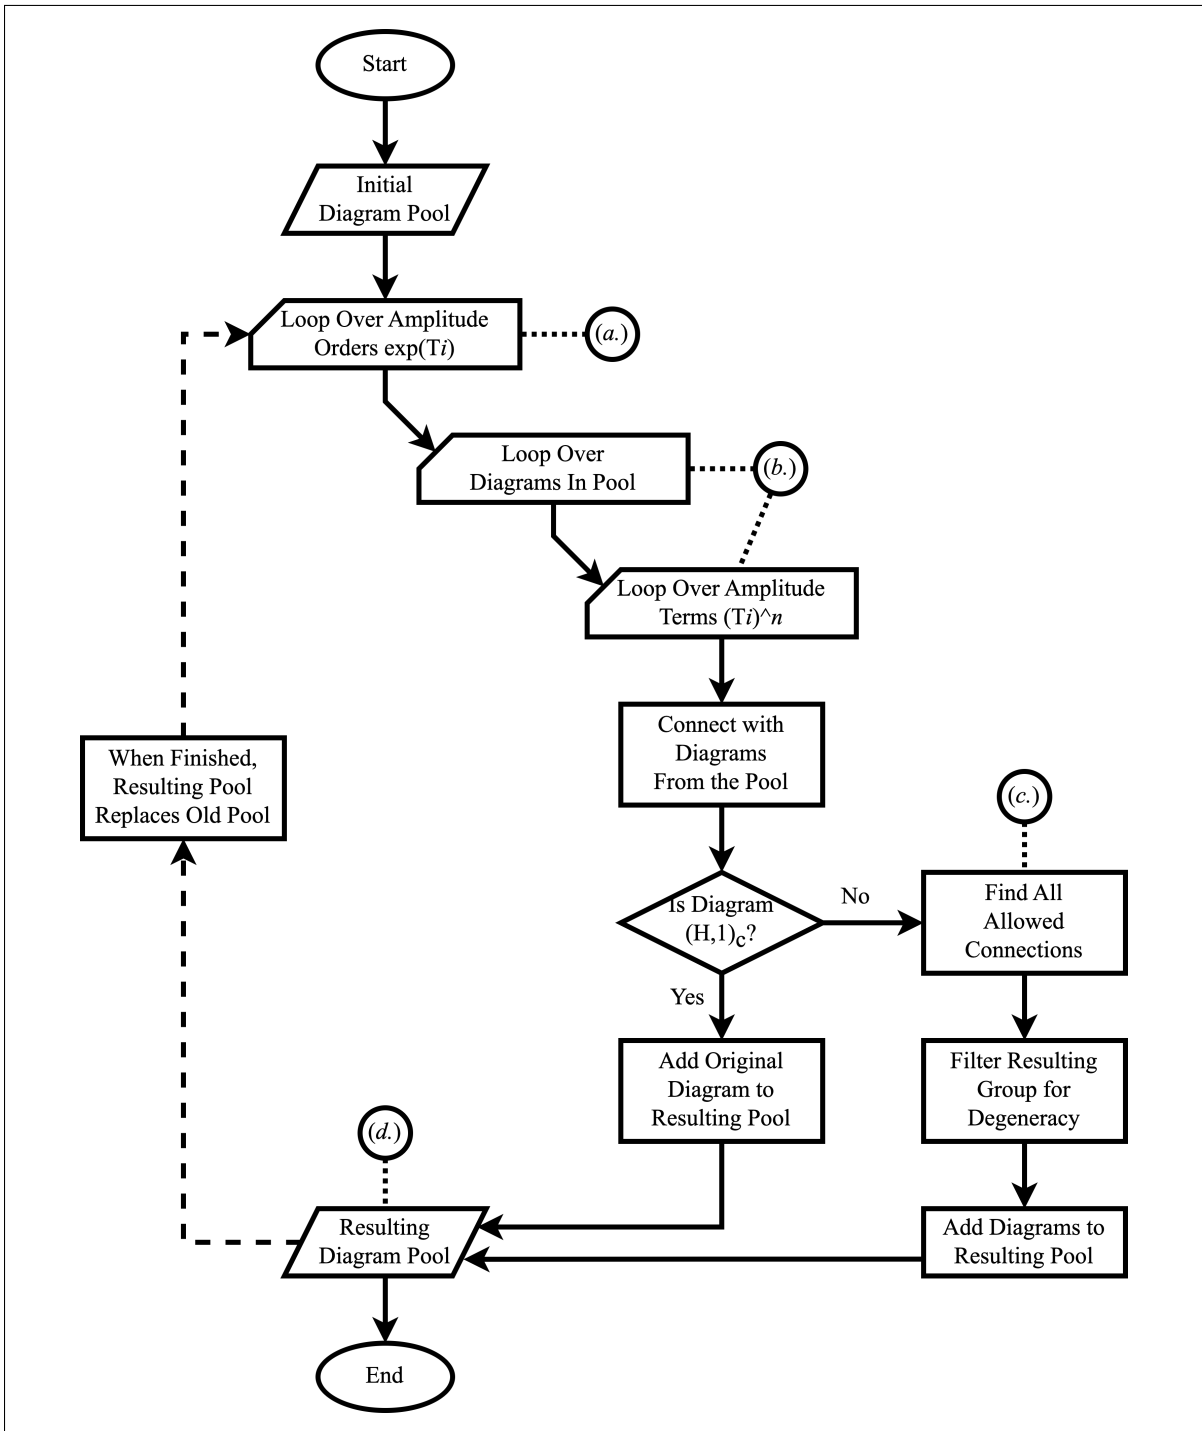 Start
Initial
Diagram Pool
Loop Over Amplitude
Orders exp(Ti)
(a.)
Loop Over
Diagrams In Pool
(b.)
Loop Over Amplitude
Terms (Ti)^n
Connect with
Diagrams
From the Pool
When Finished,
Resulting Pool
Replaces Old Pool
(c.)
Is Diagram
(H,1)c?
No
Find All
Allowed
Connections
Yes
Add Original
Diagram to
Resulting Pool
Filter Resulting
Group for
Degeneracy
(d.)
Resulting
Diagram Pool
Add Diagrams to
Resulting Pool
End